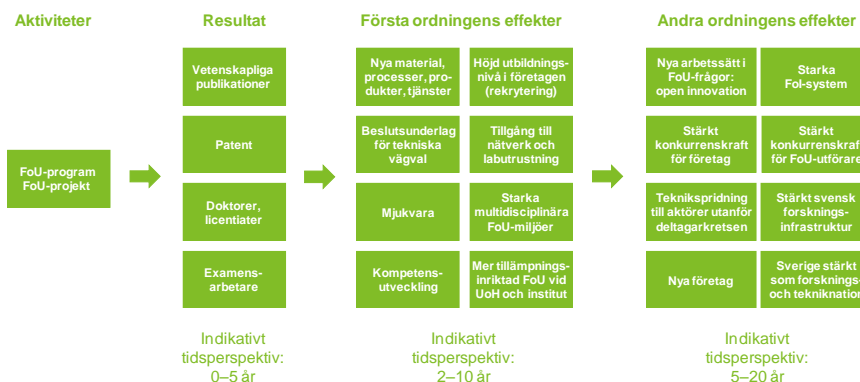 Aktiviteter
Resultat
Första ordningens effekter
Andra ordningens effekter
FoU-program
FoU-projekt
Vetenskapliga
publikationer
Patent
Doktorer,
licentiater
Examens-
arbetare
Nya material,
processer, pro-
dukter, tjänster
Höjd utbildnings-
nivå i företagen
(rekrytering)
Beslutsunderlag
för tekniska
vägval
Tillgång till
nätverk och
labutrustning
Mjukvara
Starka
multidisciplinära
FoU-miljöer
Kompetens-
utveckling
Mer tillämpnings-
inriktad FoU vid
UoH och institut
Nya arbetssätt i
FoU-frågor:
open innovation
Starka
FoI-system
Stärkt
konkurrenskraft
för företag
Stärkt
konkurrenskraft
för FoU-utförare
Teknikspridning
till aktörer utanför
deltagarkretsen
Stärkt svensk
forsknings-
infrastruktur
Nya företag
Sverige stärkt
som forsknings-
och tekniknation
Indikativt
tidsperspektiv:
0–5 år
Indikativt
tidsperspektiv:
2–10 år
Indikativt
tidsperspektiv:
5–20 år